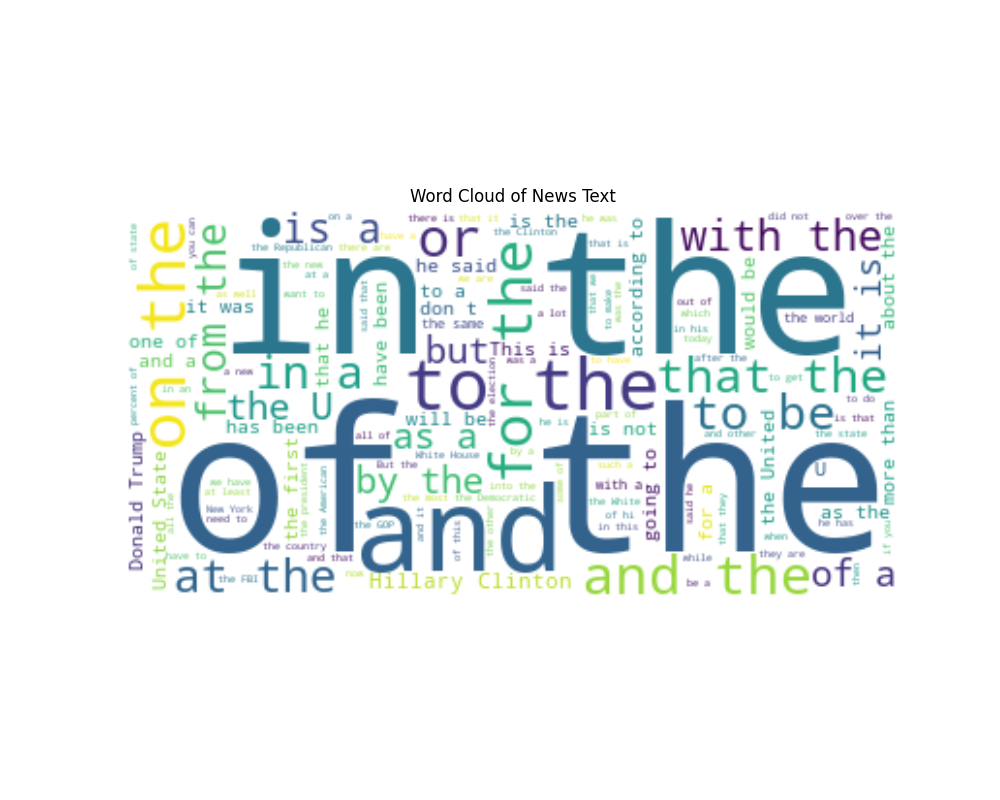 Word Cloud of News Text
of state
you can
on a
there is
that it
is the
he was
did not
over the
on the
from the
is a
or
the Clinton
with the
the Republican
there are
have a
that is
according to
in the
he said
we are
the new
at a
said the
as well
it was
want to
said that
have been
to a
don t
the same
for the
a lot
that we
to make
was the
out of
which
in his
today
would be
the world
it is
about the
one of
and a
that he
but
This is
was a
to have
after the
a new
in a
to the
the election
that the
to get
percent of
in an
the U
has been
will be
part of
he is
is not
to be
to do
is that
and other
the state
all of
as a
White House
by a
Donald Trump
of the
But the
by the
into the
some of
such a
with a
going to
the United
U
more than
we have
at least
the first
the president
the American
the most
the Democratic
the White
of hi
in this
said he
for a
that they
as the
he has
when
New York
need to
United State
all the
the GOP
and
and it
of this
the other
if you
have to
the country
and that
while
they are
then
at the
the FBI
now
Hillary Clinton
and the
be a
of a